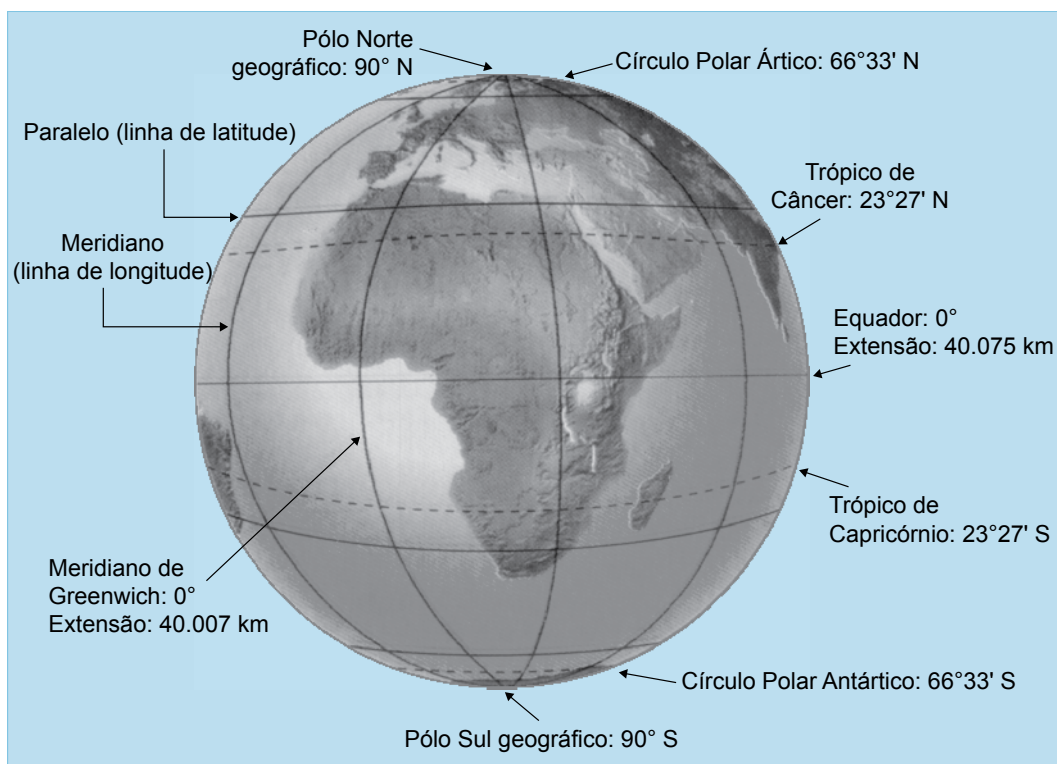 Pólo Norte
geográfico: 90° N
Círculo Polar Ártico: 66°33' N
Paralelo (linha de latitude)
Trópico de
Câncer: 23°27' N
Meridiano
(linha de longitude)
Equador: 0°
Extensão: 40.075 km
Trópico de
Capricórnio: 23°27' S
Meridiano de
Greenwich: 0°
Extensão: 40.007 km
Círculo Polar Antártico: 66°33' S
Pólo Sul geográfico: 90° S